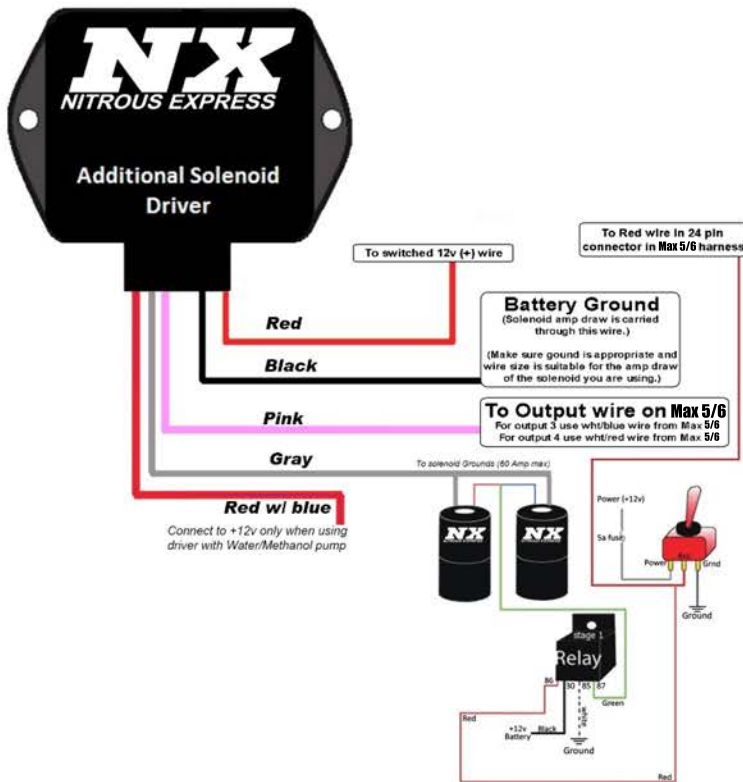 NX
NITROUS EXPRESS
Additional Solenoid
Driver
To switched 12v (+) wire
To Red wire in 24 pin
connector in Max 5/6 harness
Red
Battery Ground
(Solenoid amp draw is carried
through this wire.)
(Make sure gound is appropriate and
wire size is suitable for the amp draw
of the solenoid you are using.)
Black
Pink
To Output wire on Max 5/6
For output 3 use wht/blue wire from Max 5/6
For output 4 use wht/red wire from Max 5/6
Gray
To solenoid Grounds (60 Amp max)
Red w/ blue
Connect to +12v only when using
driver with Water/Methanol pump
NX
NX
Power (+12v)
5a fuse
Power
Grnd
Ground
stage 1
Relay
86
30
85
87
Green
Red
Black
white
+12v
Battery
Ground
Red